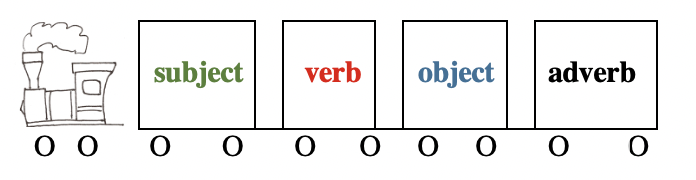 subject verb object adverb
O O O O O O O O O O